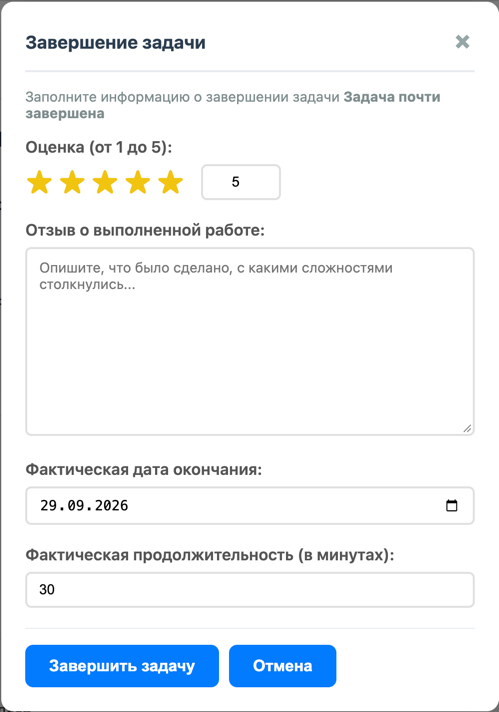 Завершение задачи
Заполните информацию о завершении задачи Задача почти
завершена
Оценка (от 1 до 5):
5
Отзыв о выполненной работе:
Опишите, что было сделано, с какими сложностями
столкнулись...
Фактическая дата окончания:
29.09.2026
Фактическая продолжительность (в минутах):
30
Завершить задачу
Отмена